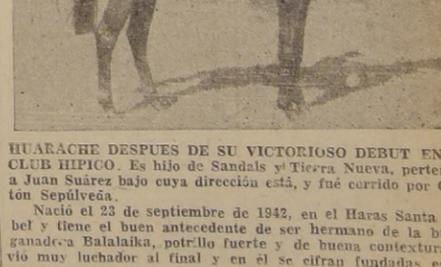 HUARACHE DESPUES DE SU VICTORIOSO DEBUT EN
CLUB HIPICO. Es hijo de Sandals y Tierra Nueva, perte
a Juan Suárez bajo cuya dirección está, y fué corrido por
tón Sepúlveda.
Nació el 23 de septiembre de 1942, en el Haras Santa
bel y tiene el buen antecedente de ser hermano de la b
ganadora Balalaika, potrillo fuerte y de buena contextur
vió muy luchador al final y en él se cifran fundadas es